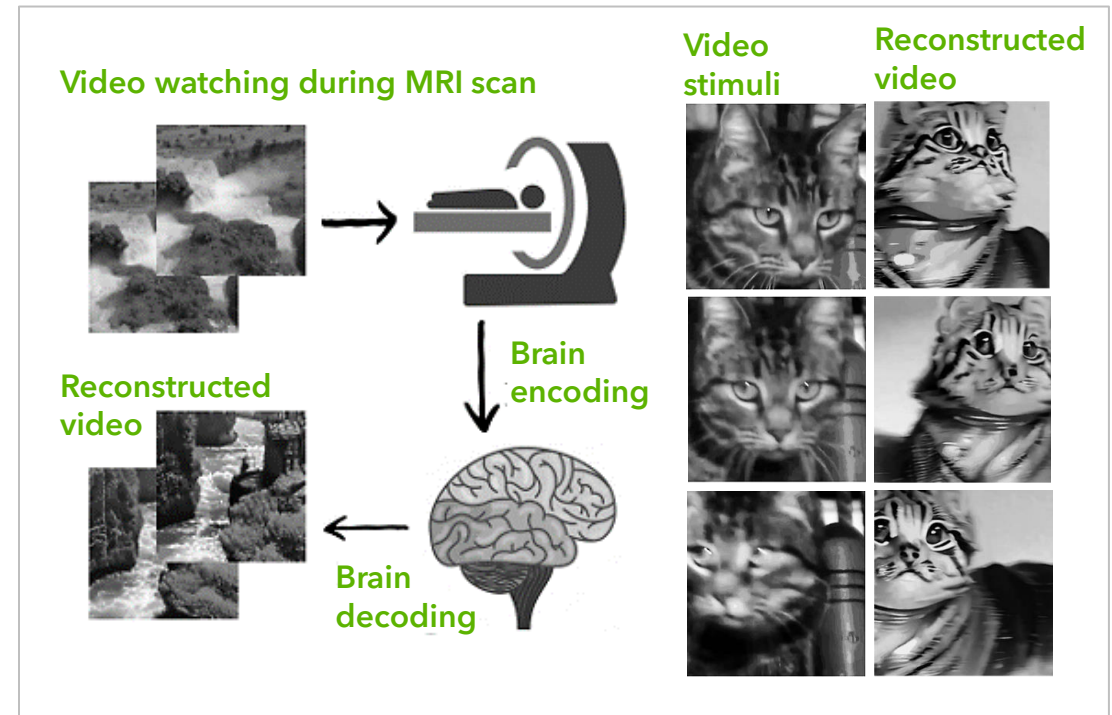 Video watching during MRI scan
Brain
encoding
Reconstructed
video
Brain
decoding
Video
stimuli
Reconstructed
video